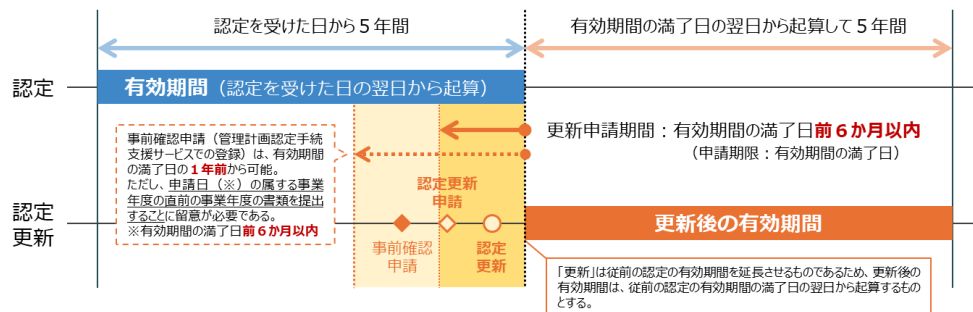 認定を受けた日から5年間
有効期間の満了日の翌日から起算して5年間
認定
有効期間（認定を受けた日の翌日から起算）
更新申請期間：有効期間の満了日前６か月以内
（申請期限：有効期間の満了日）
事前確認申請（管理計画認定手続
支援サービスでの登録）は、有効期間
の満了日の１年前から可能。
ただし、申請日（※）の属する事業
年度の直前の事業年度の書類を提出
することに留意が必要である。
※有効期間の満了日前６か月以内
認定更新
申請
認定
更新
更新後の有効期間
事前確認
申請
認定
更新
「更新」は従前の認定の有効期間を延長させるものであるため、更新後の
有効期間は、従前の認定の有効期間の満了日の翌日から起算するもの
とする。